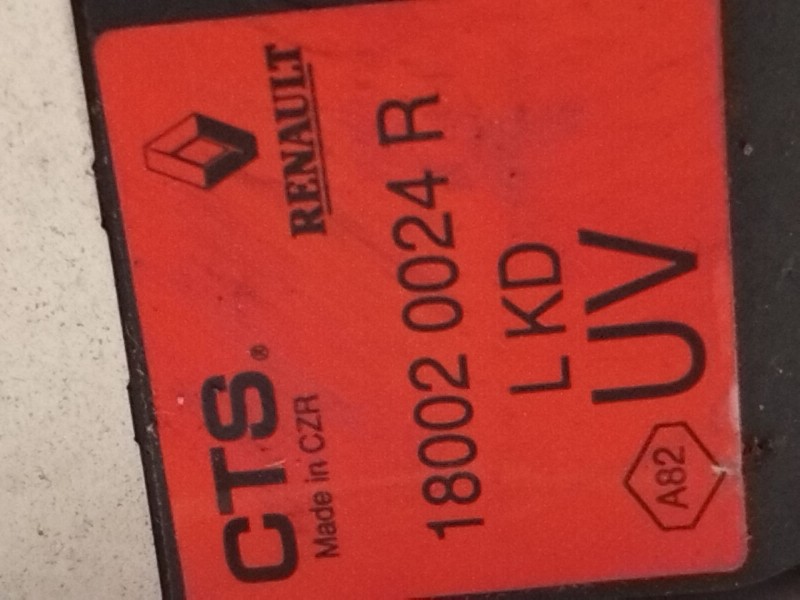 CTS®
RENAULT
Made in CZR
18002 0024 R
L KD
A82 UV